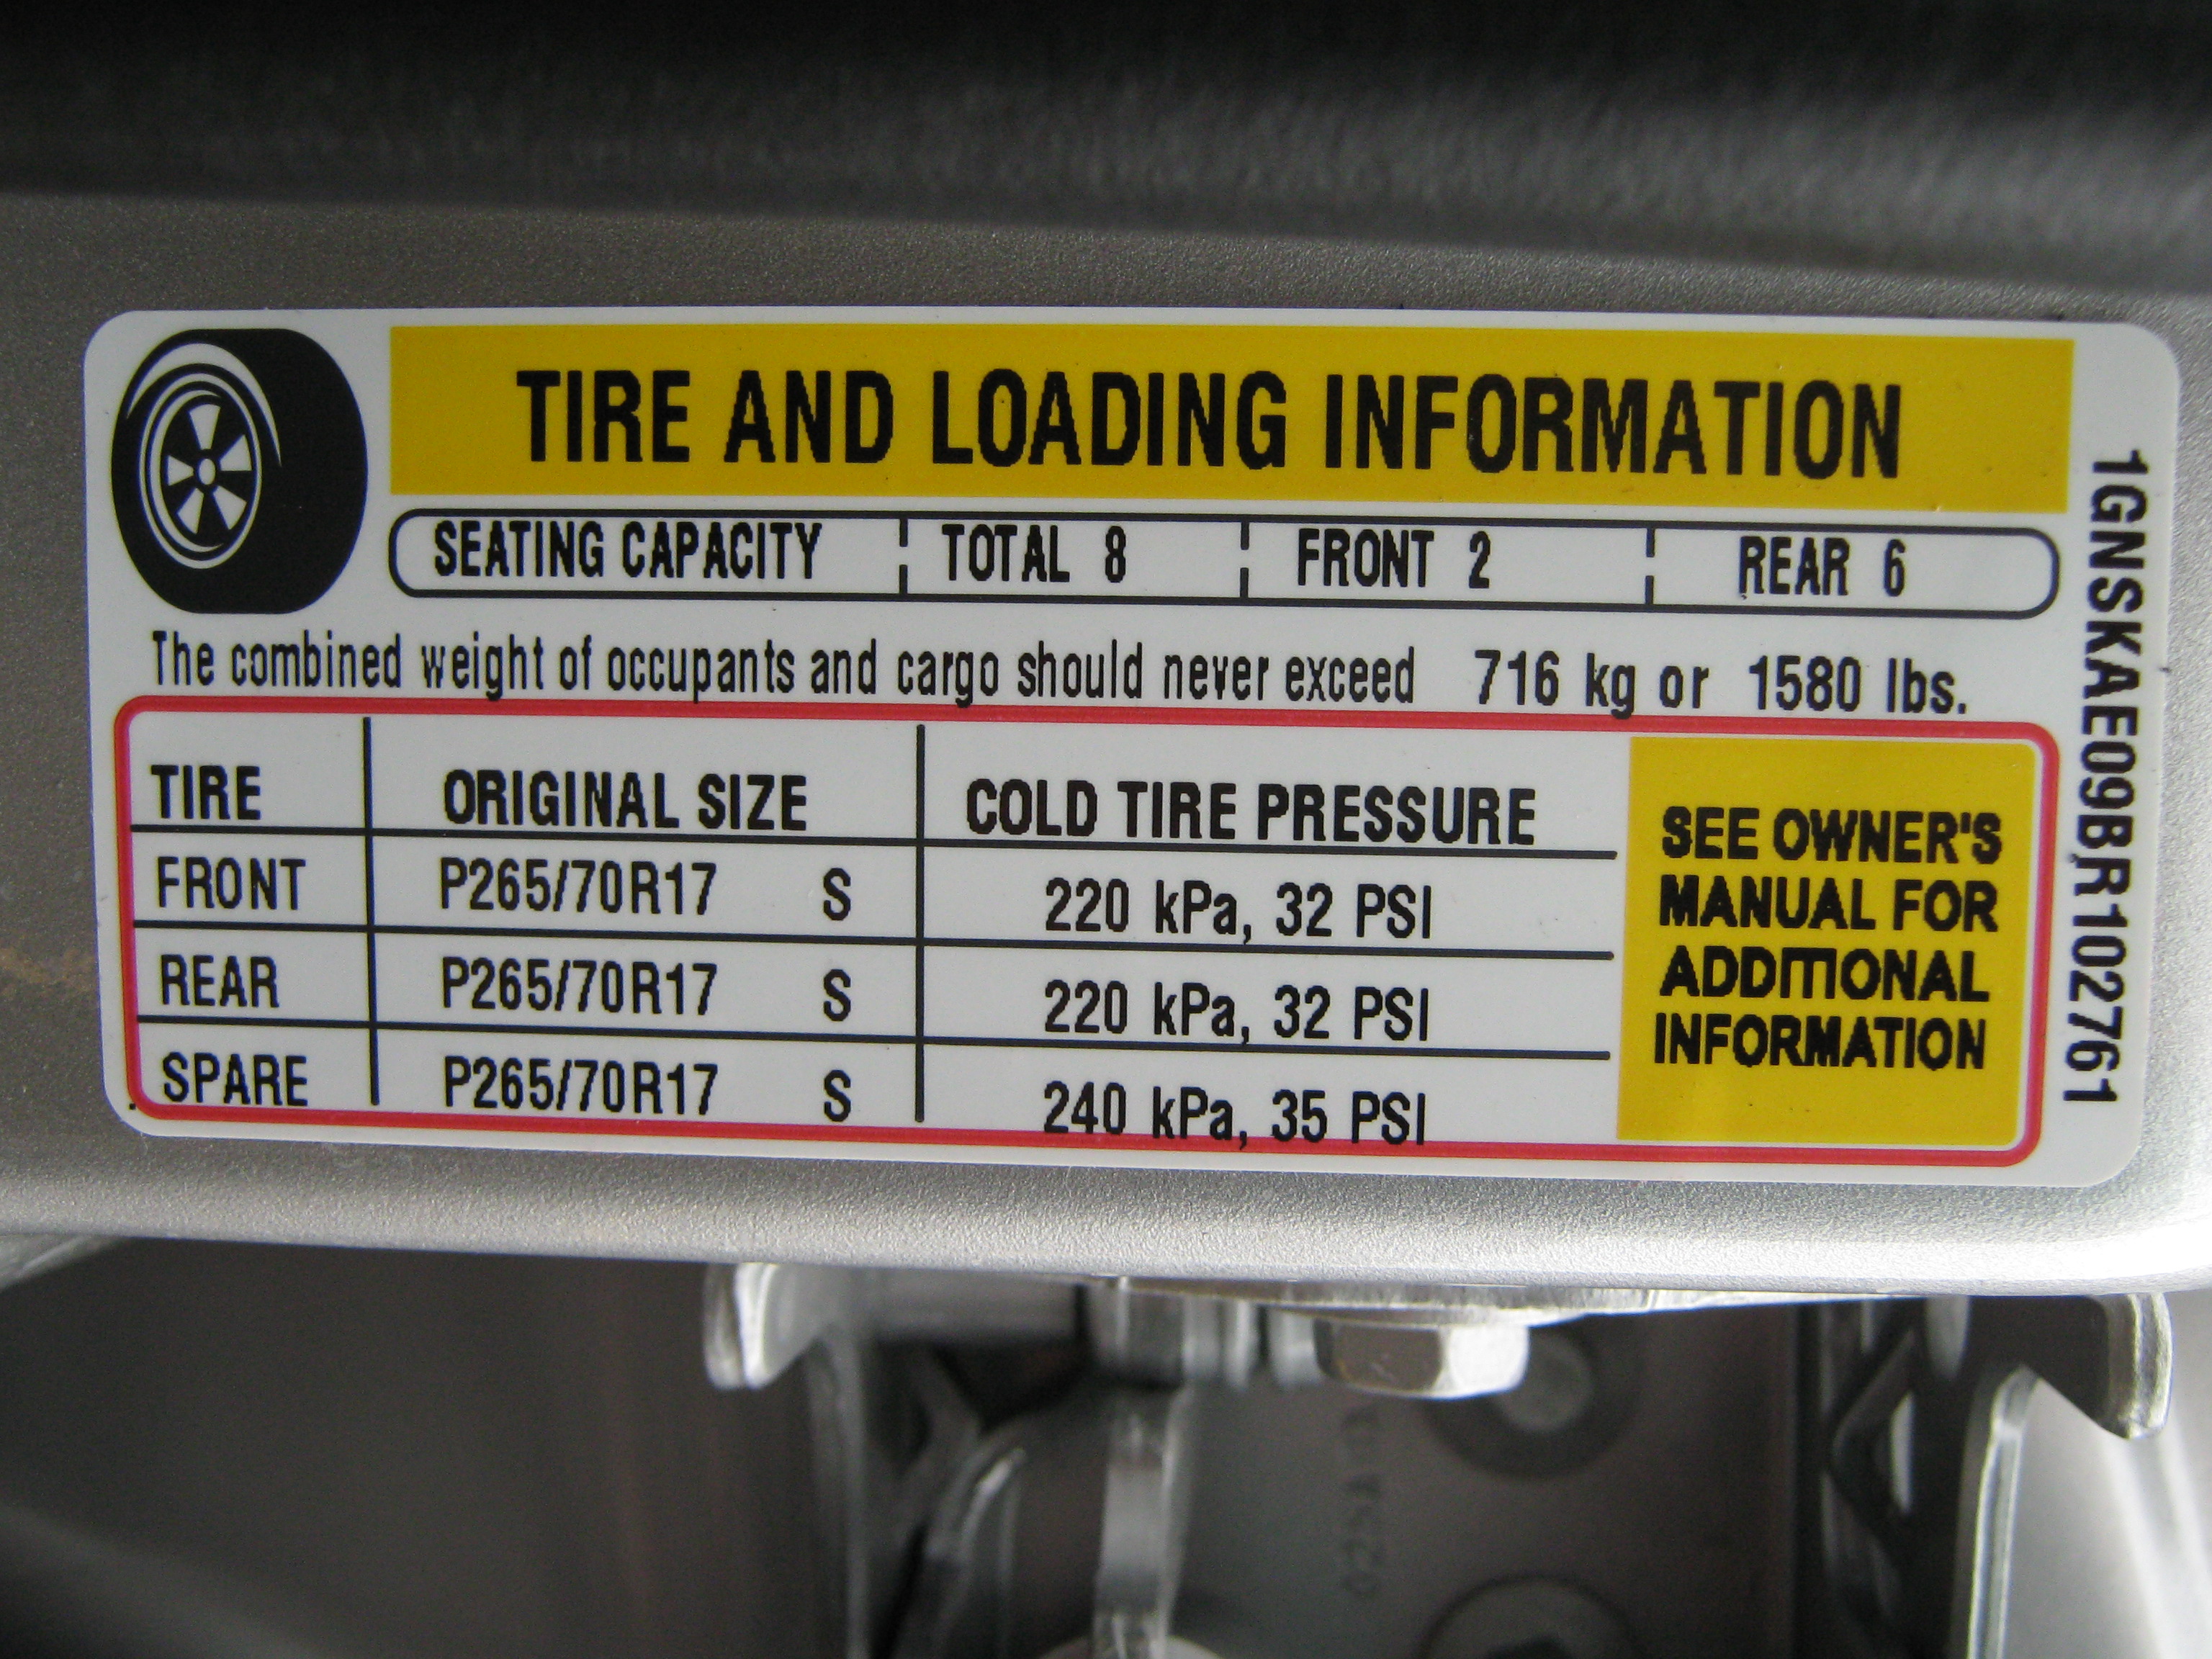 TIRE AND LOADING INFORMATION
SEATING CAPACITY TOTAL 8 FRONT 2 REAR 6
The combined weight of occupants and cargo should never exceed 716 kg or 1580 lbs.
TIRE ORIGINAL SIZE COLD TIRE PRESSURE
FRONT P265/70R17 S 220 kPa, 32 PSI
REAR P265/70R17 S 220 kPa, 32 PSI
SPARE P265/70R17 S 240 kPa, 35 PSI
SEE OWNER'S
MANUAL FOR
ADDITIONAL
INFORMATION
1GNSKAE09BR102761